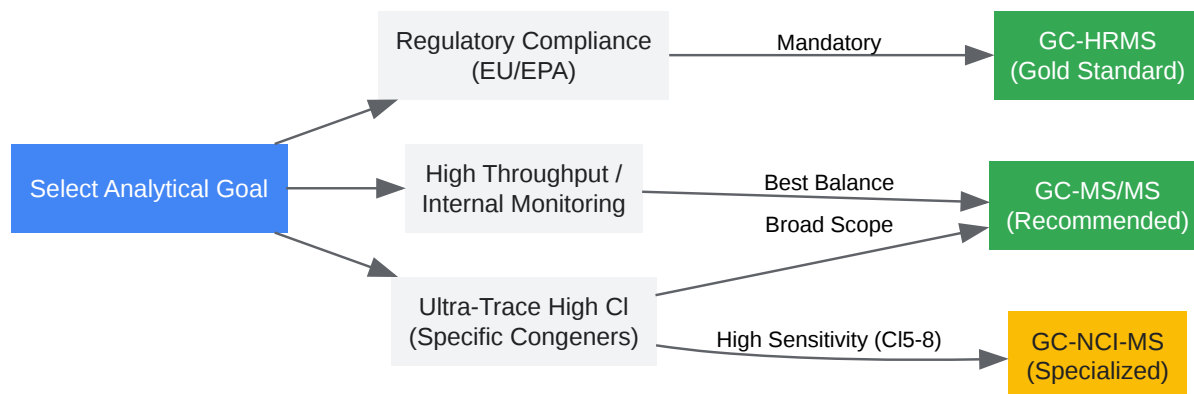 Regulatory Compliance
(EU/EPA)
Mandatory
GC-HRMS
(Gold Standard)
Select Analytical Goal
High Throughput /
Internal Monitoring
Best Balance
Broad Scope
GC-MS/MS
(Recommended)
Ultra-Trace High Cl
(Specific Congeners)
High Sensitivity (Cl5-8)
GC-NCI-MS
(Specialized)